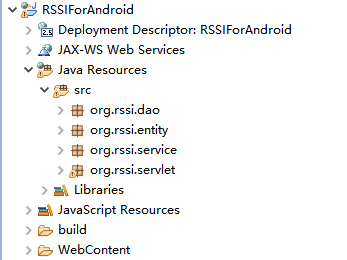 RSSIForAndroid
Deployment Descriptor: RSSIForAndroid
JAX-WS Web Services
Java Resources
src
org.rssi.dao
org.rssi.entity
org.rssi.service
org.rssi.servlet
Libraries
JavaScript Resources
build
WebContent